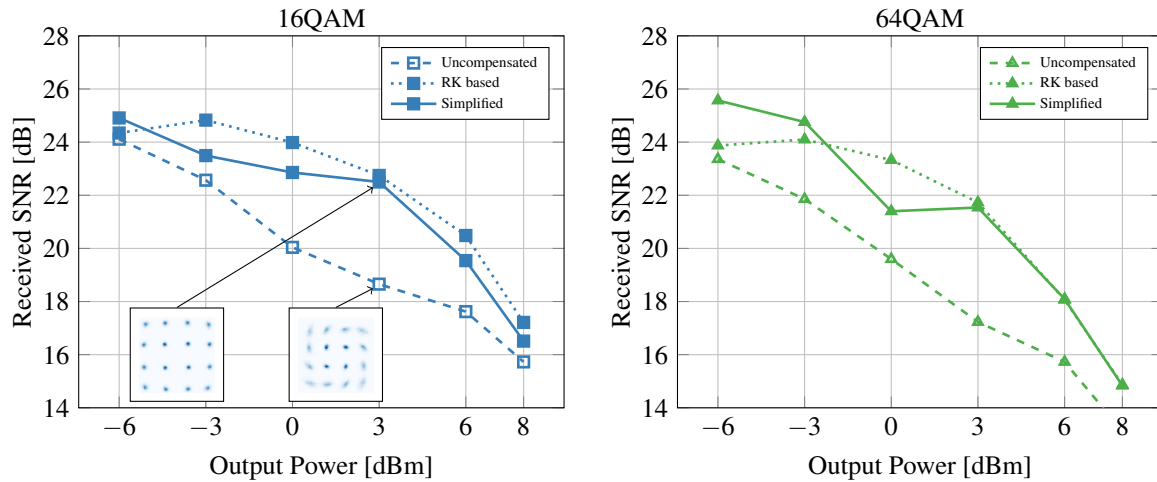 16QAM
28
26
24
22
20
18
16
14
Received SNR [dB]
Uncompensated
RK based
Simplified
−6 −3 0 3 6 8
Output Power [dBm]
64QAM
28
26
24
22
20
18
16
14
Received SNR [dB]
Uncompensated
RK based
Simplified
−6 −3 0 3 6 8
Output Power [dBm]